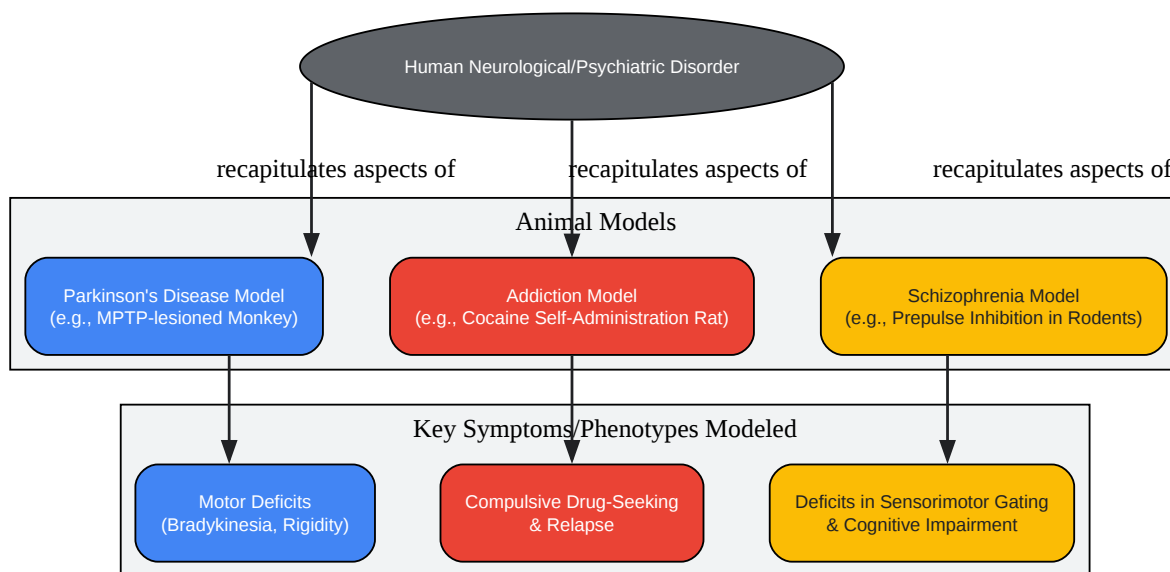 Human Neurological/Psychiatric Disorder
recapitulates aspects of
recapitulates aspects of
recapitulates aspects of
Animal Models
Parkinson's Disease Model
(e.g., MPTP-lesioned Monkey)
Addiction Model
(e.g., Cocaine Self-Administration Rat)
Schizophrenia Model
(e.g., Prepulse Inhibition in Rodents)
Key Symptoms/Phenotypes Modeled
Motor Deficits
(Bradykinesia, Rigidity)
Compulsive Drug-Seeking
& Relapse
Deficits in Sensorimotor Gating
& Cognitive Impairment